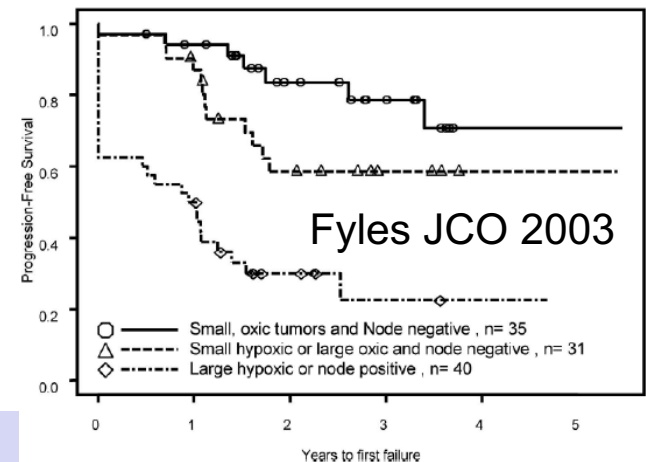 1.0
0.8
0.6
0.4
0.2
0.0
Progression-Free Survival
Fyles JCO 2003
Small, oxic tumors and Node negative , n= 35
Small hypoxic or large oxic and node negative , n= 31
Large hypoxic or node positive , n= 40
0 1 2 3 4 5
Years to first failure